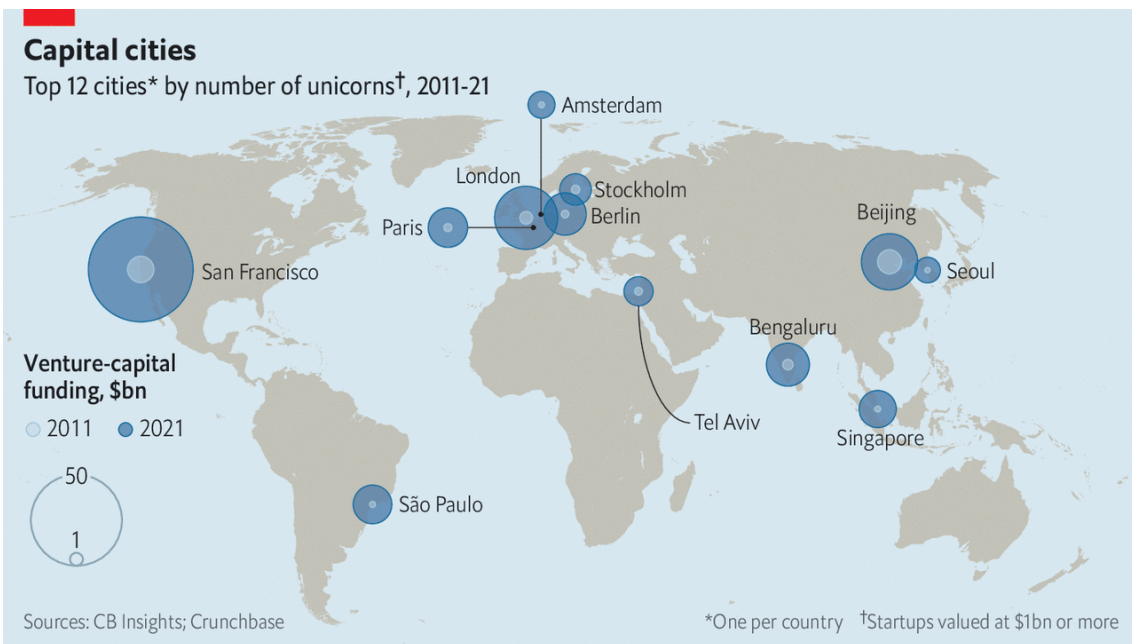 Capital cities
Top 12 cities* by number of unicorns†, 2011-21
Amsterdam
London
Stockholm
Berlin
Paris
Beijing
San Francisco
Seoul
Bengaluru
Venture-capital
funding, $bn
2011 2021
Tel Aviv
Singapore
50
São Paulo
1
Sources: CB Insights; Crunchbase
*One per country †Startups valued at $1bn or more